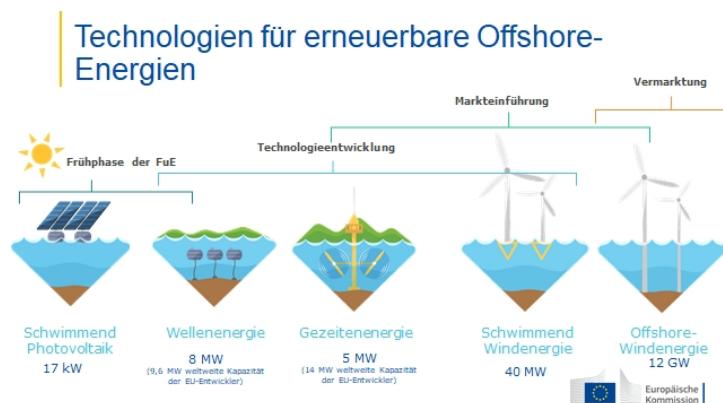 Technologien für erneuerbare Offshore-
Energien
Vermarktung
Markteinführung
Technologieentwicklung
Frühphase der FuE
Schwimmend
Photovoltaik
17 kW
Wellenenergie
8 MW
(9,6 MW weltweite Kapazität
der EU-Entwickler)
Gezeitenenergie
5 MW
(14 MW weltweite Kapazität
der EU-Entwickler)
Schwimmend
Windenergie
40 MW
Offshore-
Windenergie
12 GW
Europäische
Kommission